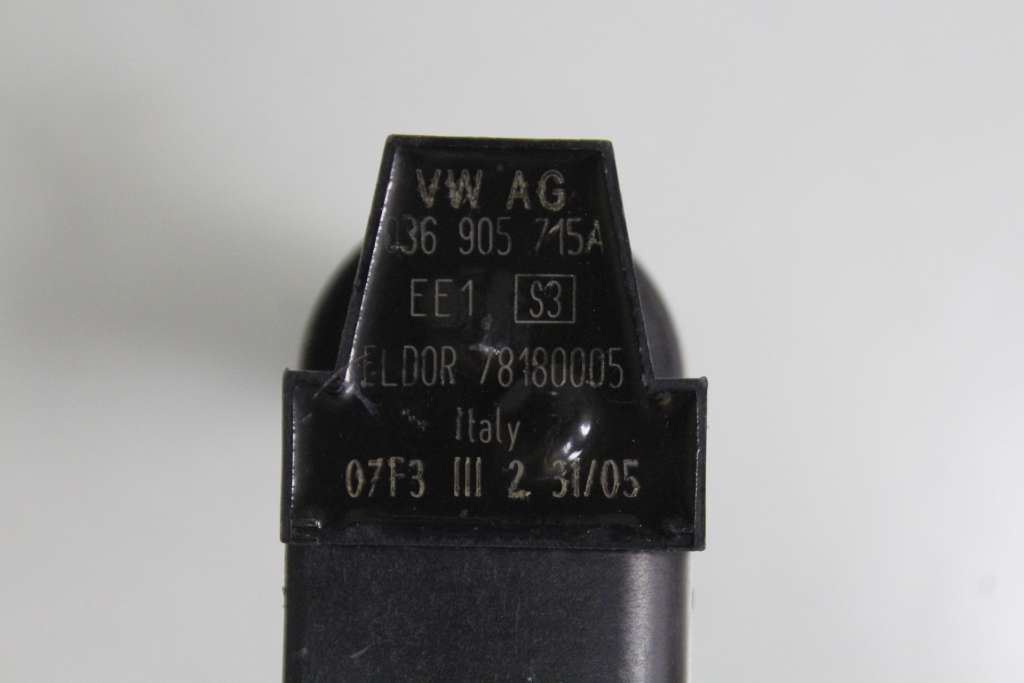 VW AG
036 905 715A
EE1 S3
ELDOR 78180005
Italy
07F3 III 2 31/05